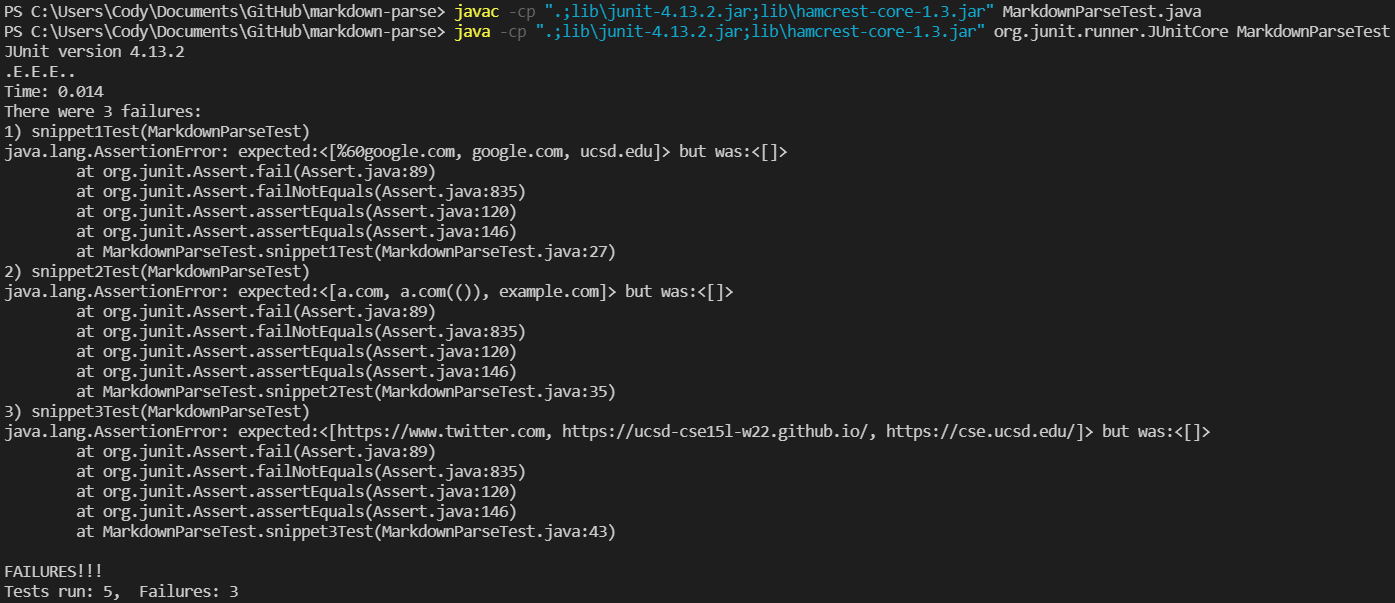 PS C:\Users\Cody\Documents\GitHub\markdown-parse> javac -cp ".;lib\junit-4.13.2.jar;lib\hamcrest-core-1.3.jar" MarkdownParseTest.java
PS C:\Users\Cody\Documents\GitHub\markdown-parse> java -cp ".;lib\junit-4.13.2.jar;lib\hamcrest-core-1.3.jar" org.junit.runner.JUnitCore MarkdownParseTest
JUnit version 4.13.2
.E.E.E..
Time: 0.014
There were 3 failures:
1) snippet1Test(MarkdownParseTest)
java.lang.AssertionError: expected:<[%60google.com, google.com, ucsd.edu]> but was:<[]>
        at org.junit.Assert.fail(Assert.java:89)
        at org.junit.Assert.failNotEquals(Assert.java:835)
        at org.junit.Assert.assertEquals(Assert.java:120)
        at org.junit.Assert.assertEquals(Assert.java:146)
        at MarkdownParseTest.snippet1Test(MarkdownParseTest.java:27)
2) snippet2Test(MarkdownParseTest)
java.lang.AssertionError: expected:<[a.com, a.com(()), example.com]> but was:<[]>
        at org.junit.Assert.fail(Assert.java:89)
        at org.junit.Assert.failNotEquals(Assert.java:835)
        at org.junit.Assert.assertEquals(Assert.java:120)
        at org.junit.Assert.assertEquals(Assert.java:146)
        at MarkdownParseTest.snippet2Test(MarkdownParseTest.java:35)
3) snippet3Test(MarkdownParseTest)
java.lang.AssertionError: expected:<[https://www.twitter.com, https://ucsd-cse15l-w22.github.io/, https://cse.ucsd.edu/]> but was:<[]>
        at org.junit.Assert.fail(Assert.java:89)
        at org.junit.Assert.failNotEquals(Assert.java:835)
        at org.junit.Assert.assertEquals(Assert.java:120)
        at org.junit.Assert.assertEquals(Assert.java:146)
        at MarkdownParseTest.snippet3Test(MarkdownParseTest.java:43)

FAILURES!!!
Tests run: 5,  Failures: 3